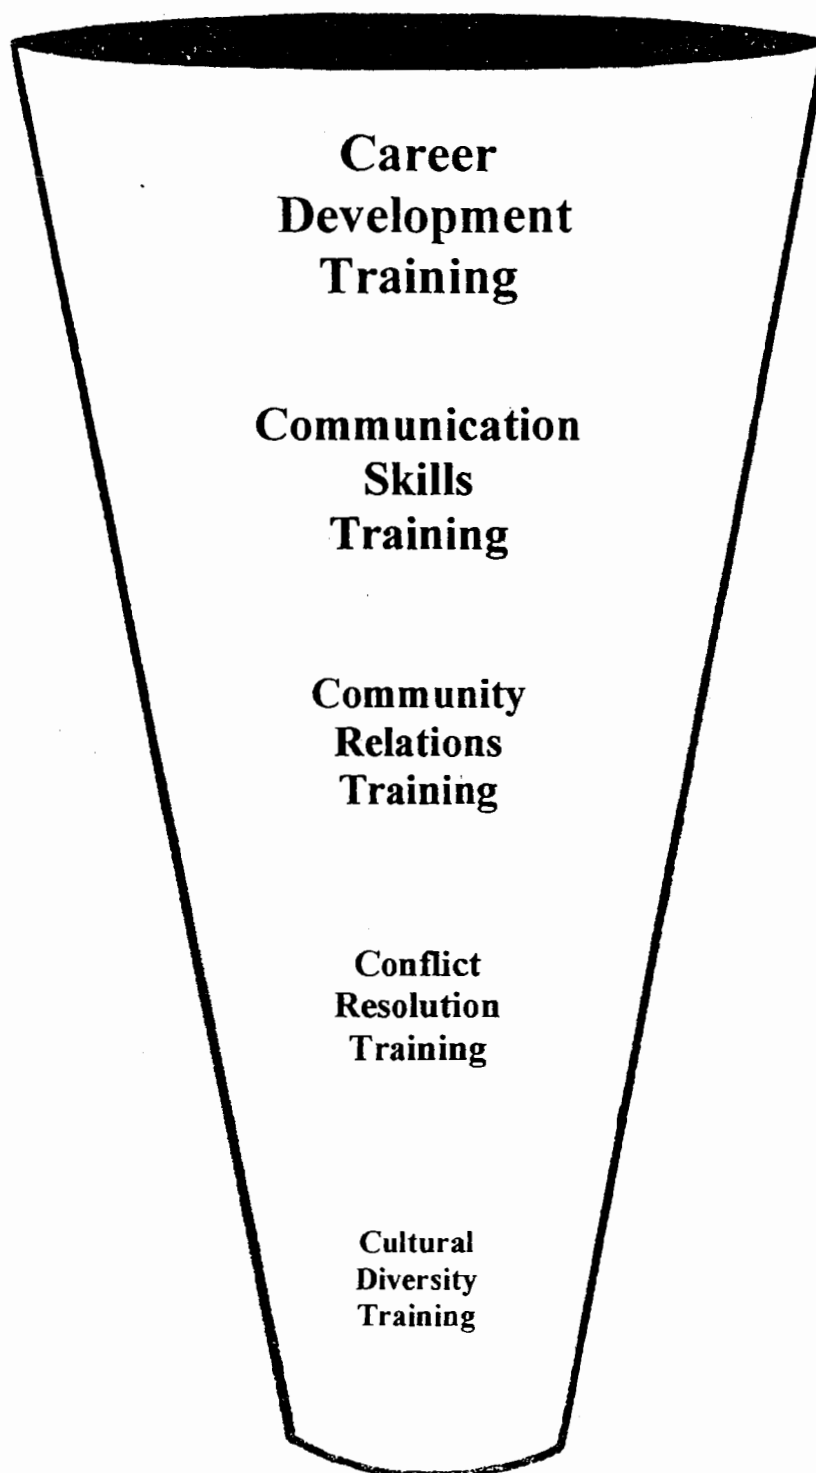 Career
Development
Training
Communication
Skills
Training
Community
Relations
Training
Conflict
Resolution
Training
Cultural
Diversity
Training